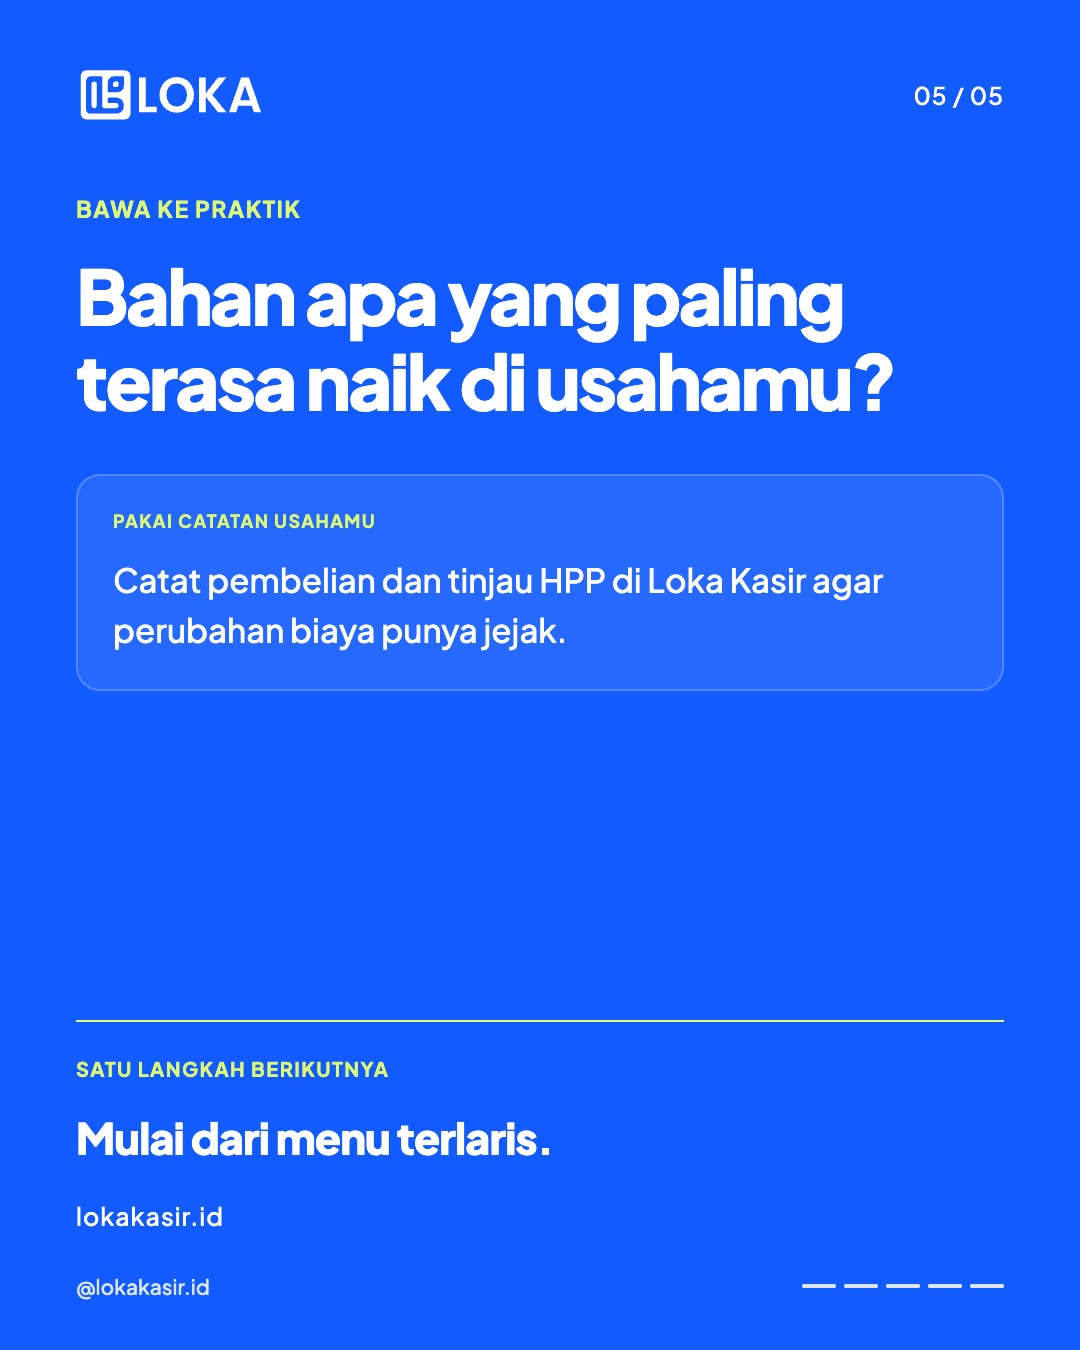 LOKA
05 / 05
BAWA KE PRAKTIK
Bahan apa yang paling
terasa naik di usahamu?
PAKAI CATATAN USAHAMU
Catat pembelian dan tinjau HPP di Loka Kasir agar
perubahan biaya punya jejak.
SATU LANGKAH BERIKUTNYA
Mulai dari menu terlaris.
lokakasir.id
@lokakasir.id